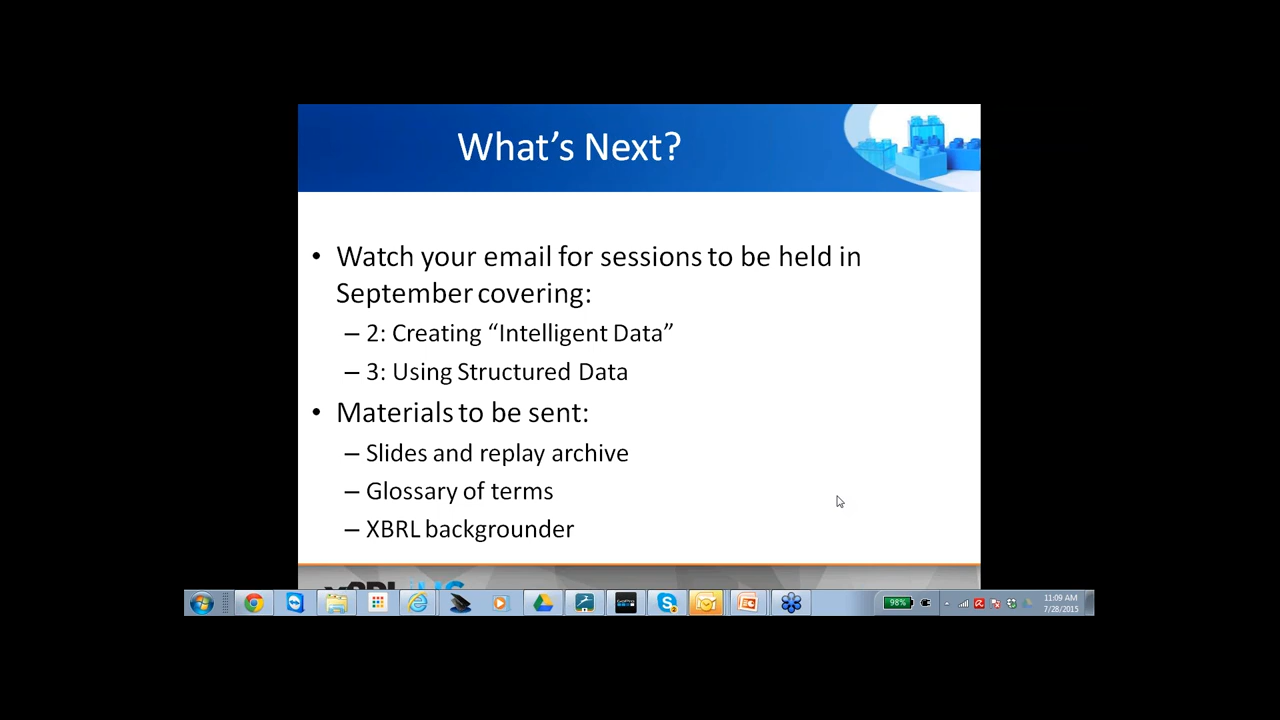 What’s Next?
• Watch your email for sessions to be held in
September covering:
– 2: Creating “Intelligent Data”
– 3: Using Structured Data
• Materials to be sent:
– Slides and replay archive
– Glossary of terms
– XBRL backgrounder
98%
11:09 AM
7/28/2015